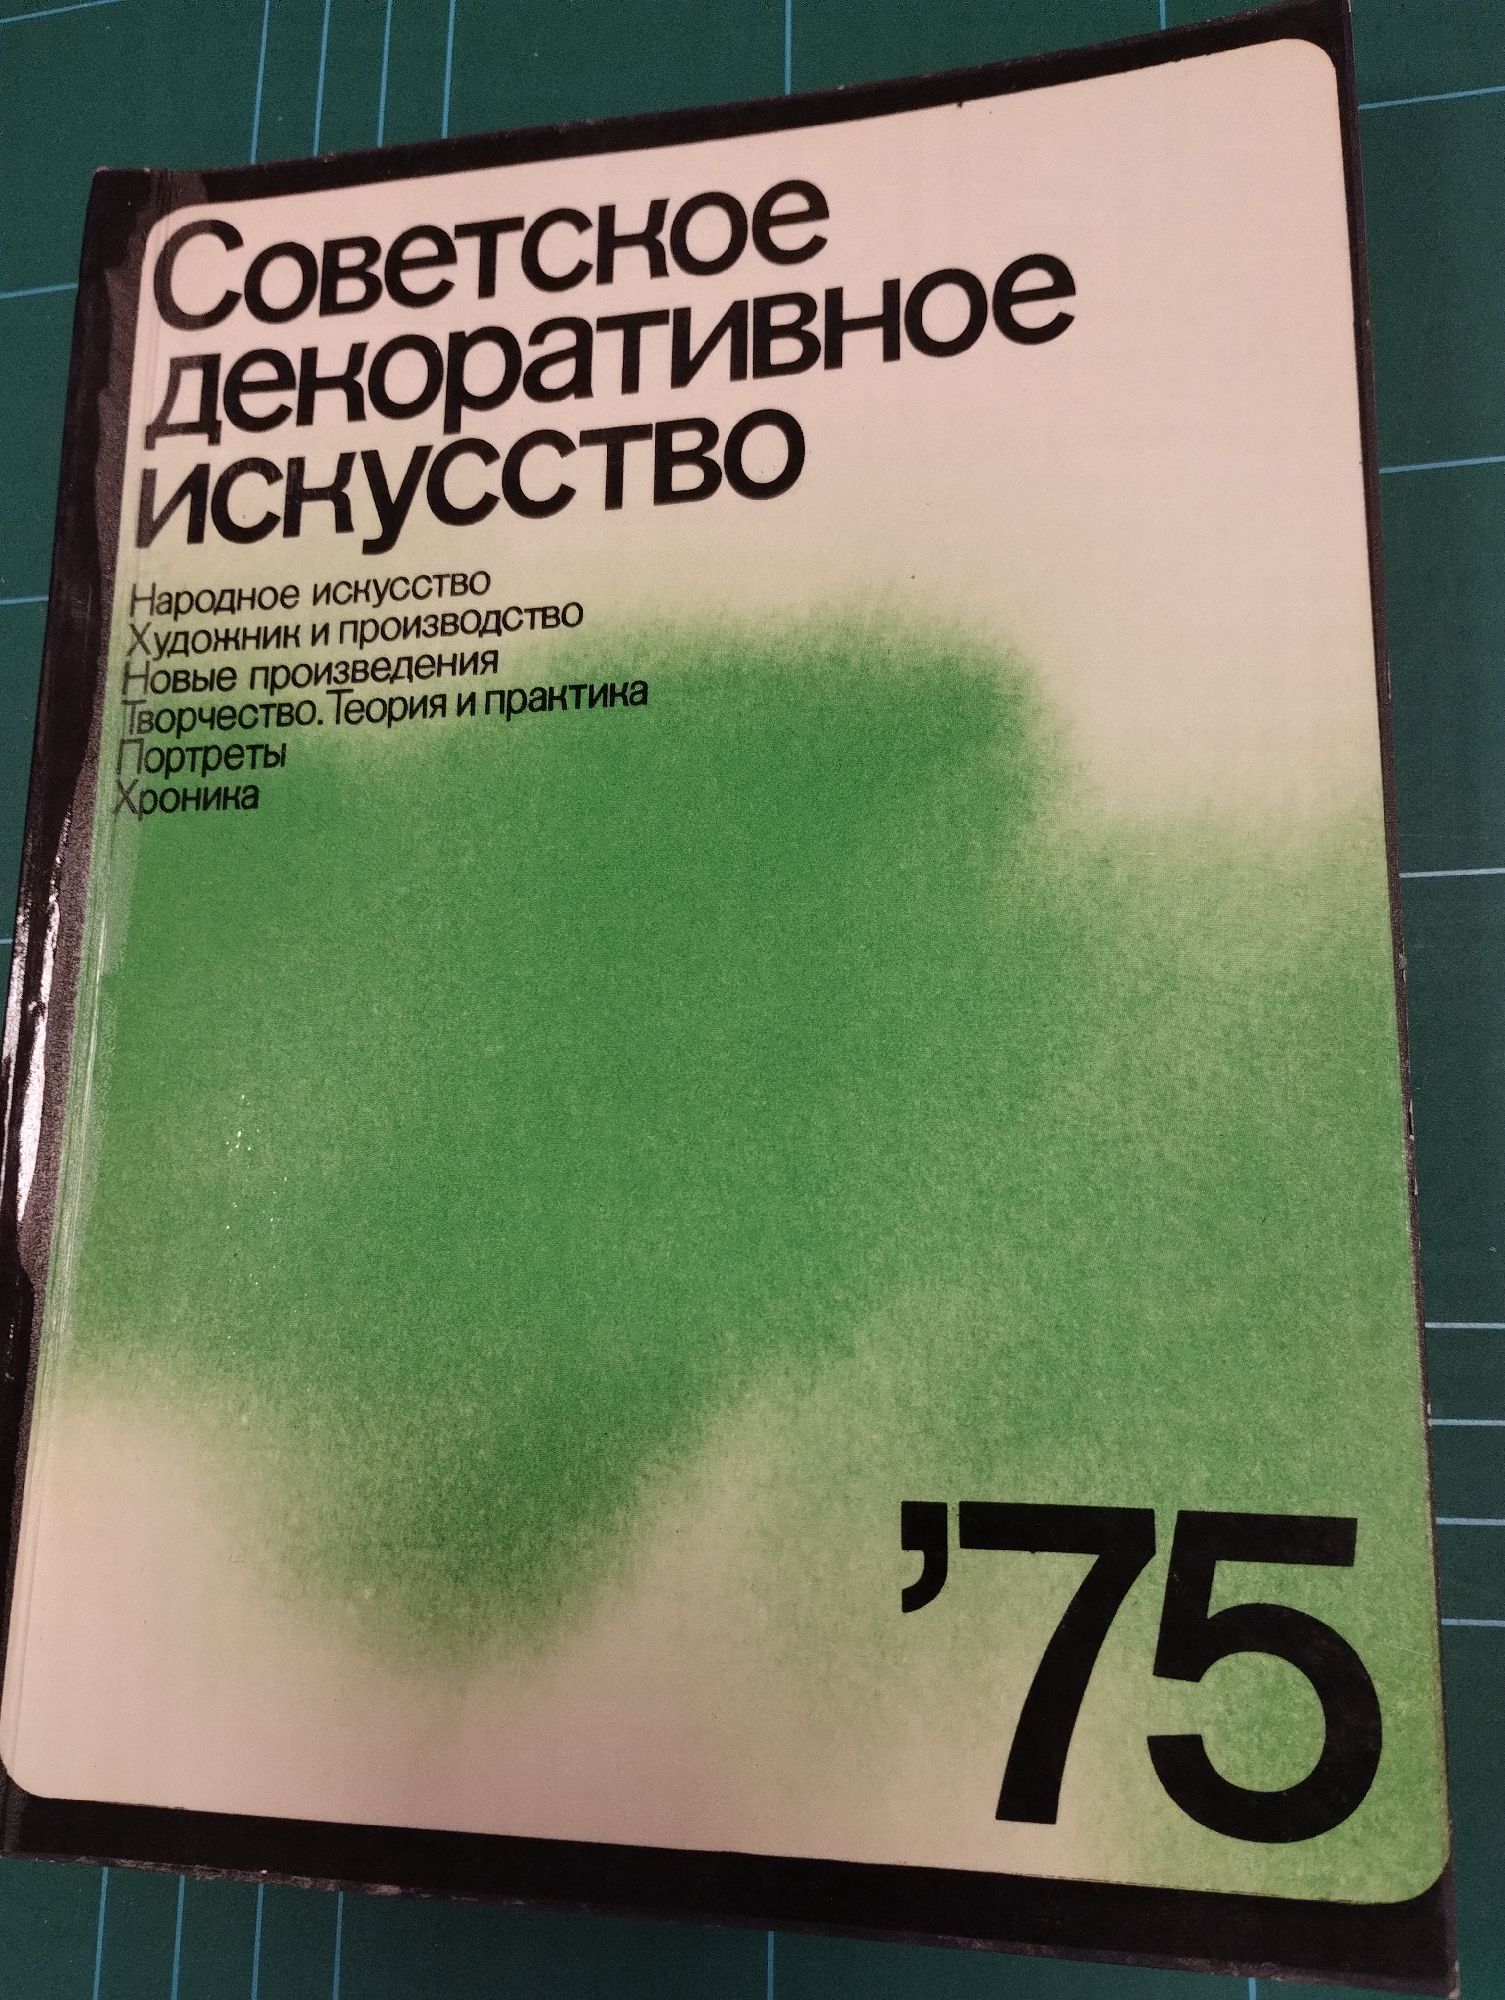 Советское
декоративное
искусство
Народное искусство
Художник и производство
Новые произведения
Творчество. Теория и практика
Портреты
Хроника
’75